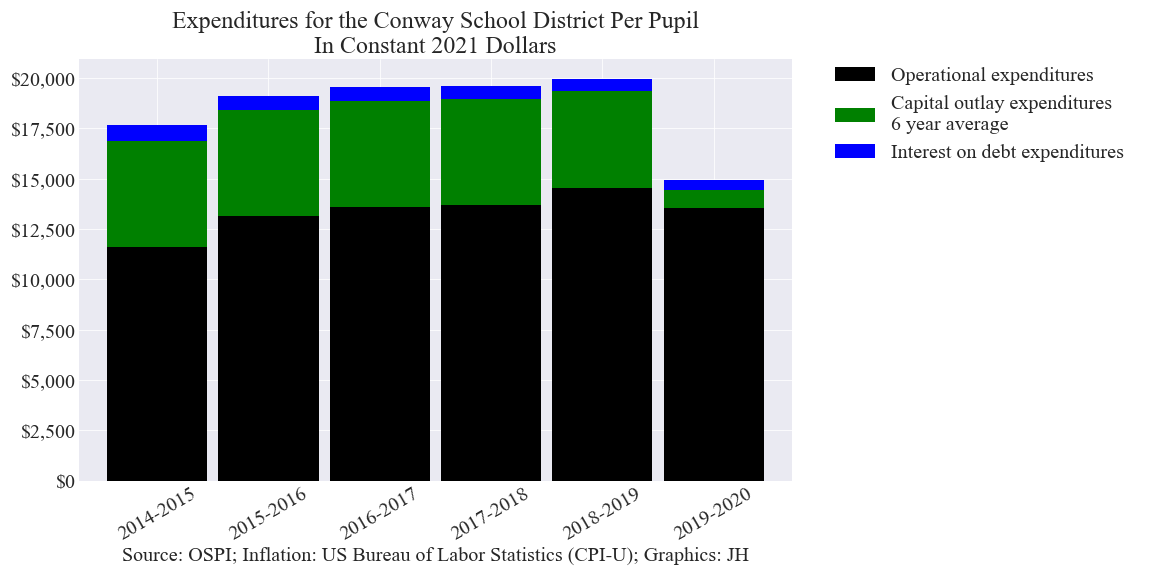 Expenditures for the Conway School District Per Pupil
In Constant 2021 Dollars
$20,000
$17,500
$15,000
$12,500
$10,000
$7,500
$5,000
$2,500
$0
2014-2015
2015-2016
2016-2017
2017-2018
2018-2019
2019-2020
Source: OSPI; Inflation: US Bureau of Labor Statistics (CPI-U); Graphics: JH
Operational expenditures
Capital outlay expenditures
6 year average
Interest on debt expenditures